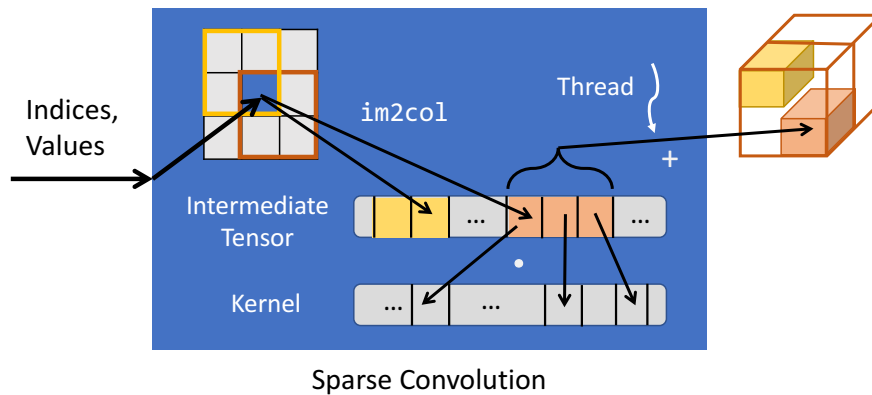 Indices,
Values
im2col
Thread
+
Intermediate
Tensor
...
...
Kernel
...
...
Sparse Convolution